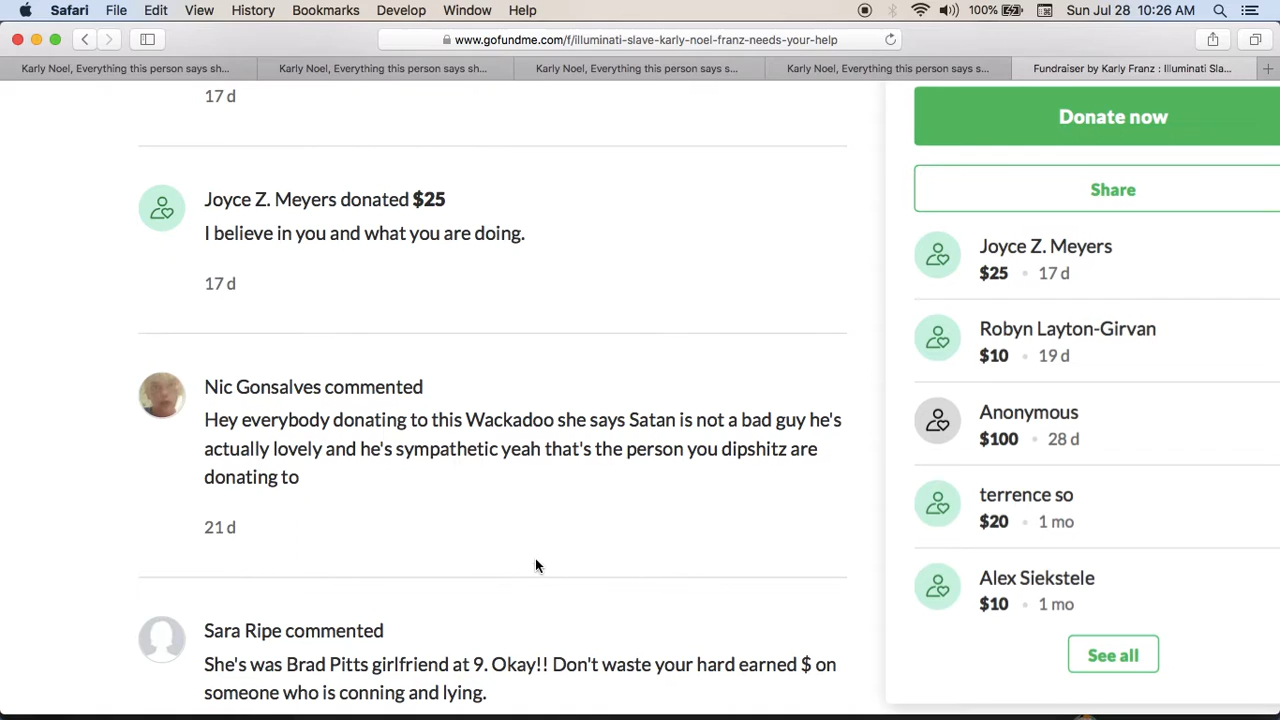 Safari File Edit View History Bookmarks Develop Window Help 100% Sun Jul 28 10:26 AM
www.gofundme.com/f/illuminati-slave-karly-noel-franz-needs-your-help
Karly Noel, Everything this person says sh...
Karly Noel, Everything this person says sh...
Karly Noel, Everything this person says s...
Karly Noel, Everything this person says s...
Fundraiser by Karly Franz : Illuminati Sla...
17 d
Joyce Z. Meyers donated $25
I believe in you and what you are doing.
17 d
Nic Gonsalves commented
Hey everybody donating to this Wackadoo she says Satan is not a bad guy he's
actually lovely and he's sympathetic yeah that's the person you dipshitz are
donating to
21 d
Sara Ripe commented
She's was Brad Pitts girlfriend at 9. Okay!! Don't waste your hard earned $ on
someone who is conning and lying.
Donate now
Share
Joyce Z. Meyers
$25 • 17 d
Robyn Layton-Girvan
$10 • 19 d
Anonymous
$100 • 28 d
terrence so
$20 • 1 mo
Alex Siekstele
$10 • 1 mo
See all